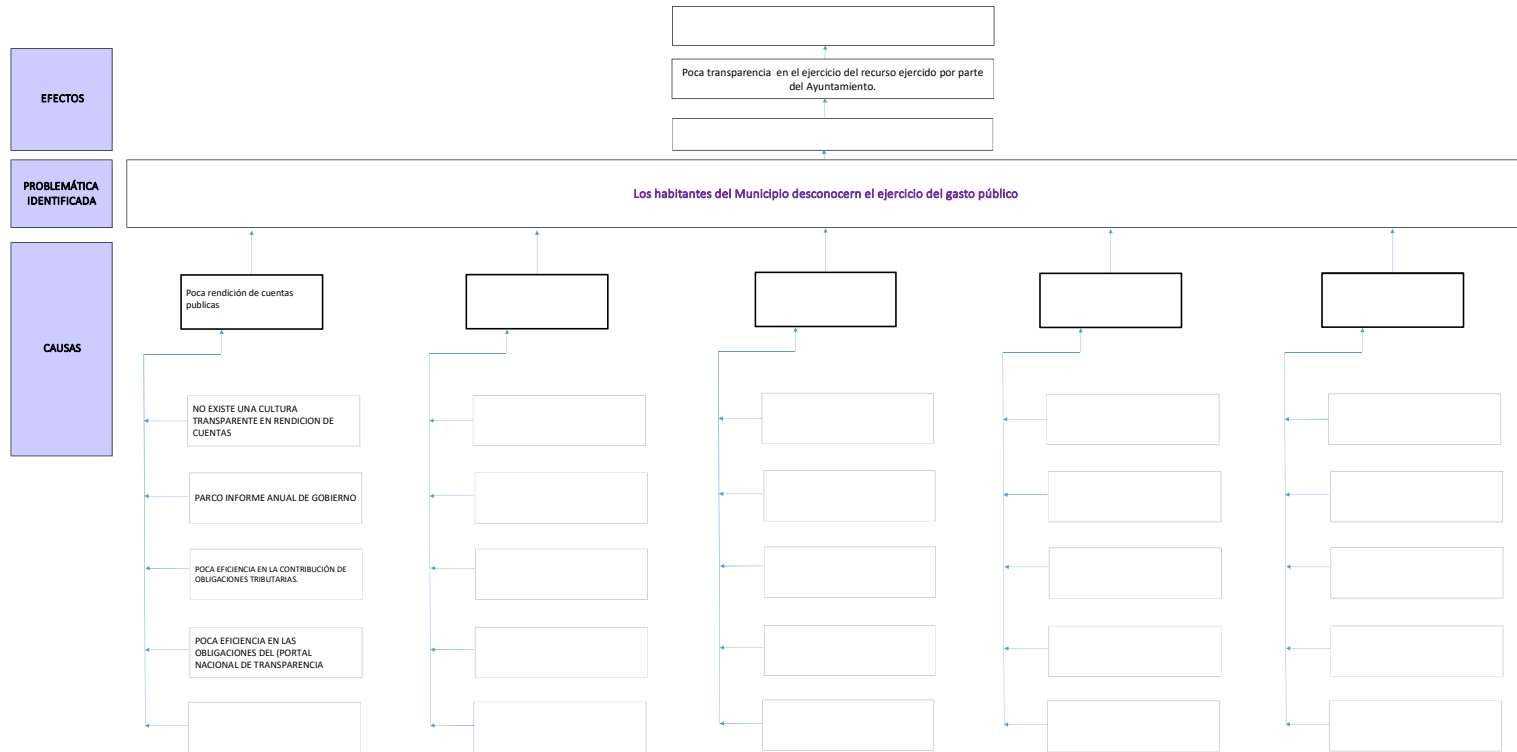 Poca transparencia en el ejercicio del recurso ejercido por parte
del Ayuntamiento.
EFECTOS
PROBLEMÁTICA
IDENTIFICADA
Los habitantes del Municipio desconocern el ejercicio del gasto público
CAUSAS
Poca rendición de cuentas
publicas
NO EXISTE UNA CULTURA
TRANSPARENTE EN RENDICION DE
CUENTAS
PARCO INFORME ANUAL DE GOBIERNO
POCA EFICIENCIA EN LA CONTRIBUCIÓN DE
OBLIGACIONES TRIBUTARIAS.
POCA EFICIENCIA EN LAS
OBLIGACIONES DEL (PORTAL
NACIONAL DE TRANSPARENCIA